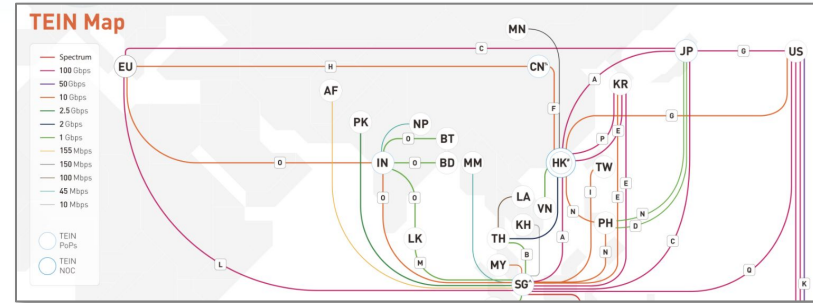 TEIN Map
Spectrum
100 Gbps
50 Gbps
10 Gbps
2.5 Gbps
2 Gbps
1 Gbps
155 Mbps
150 Mbps
100 Mbps
45 Mbps
10 Mbps
TEIN
PoPs
TEIN
NOC
MN
C
JP
G
US
EU
H
CN*
KR
A
AF
F
G
PK
NP
O
BT
P
E
IN
O
BD
MM
HK*
TW
O
E
E
O
O
LA
VN
I
N
PH
N
D
KH
LK
TH
A
N
C
M
B
MY
L
SG*
Q
K